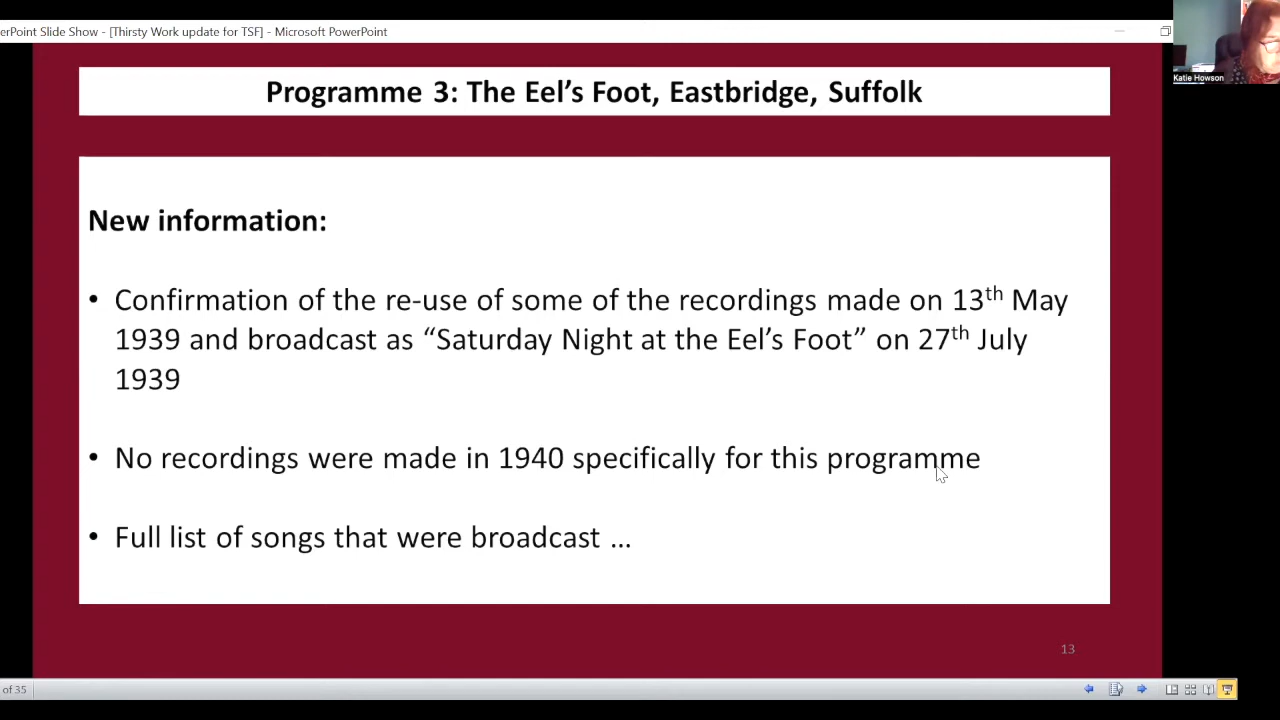 erPoint Slide Show - [Thirsty Work update for TSF] - Microsoft PowerPoint
Katie Howson
Programme 3: The Eel's Foot, Eastbridge, Suffolk
New information:
• Confirmation of the re-use of some of the recordings made on 13th May
1939 and broadcast as “Saturday Night at the Eel's Foot” on 27th July
1939
• No recordings were made in 1940 specifically for this programme
• Full list of songs that were broadcast ...
13
of 35